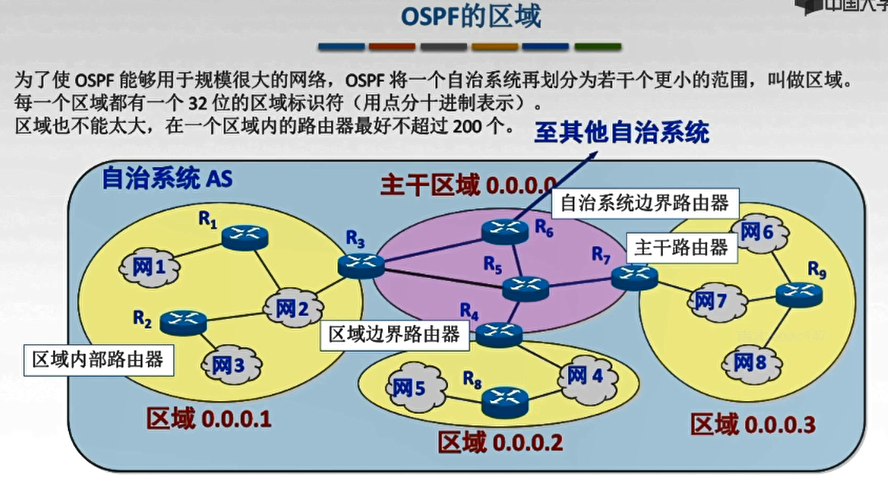 中国大学
OSPF的区域
为了使 OSPF 能够用于规模很大的网络，OSPF 将一个自治系统再划分为若干个更小的范围，叫做区域。
每一个区域都有一个 32 位的区域标识符（用点分十进制表示）。
区域也不能太大，在一个区域内的路由器最好不超过 200 个。
至其他自治系统
自治系统 AS
主干区域 0.0.0.0
自治系统边界路由器
R1
R3
R6
网6
主干路由器
网1
R5
R7
R9
网2
网7
R2
R4
区域边界路由器
区域内部路由器
网3
网8
网5
R8
网4
区域 0.0.0.1
区域 0.0.0.2
区域 0.0.0.3